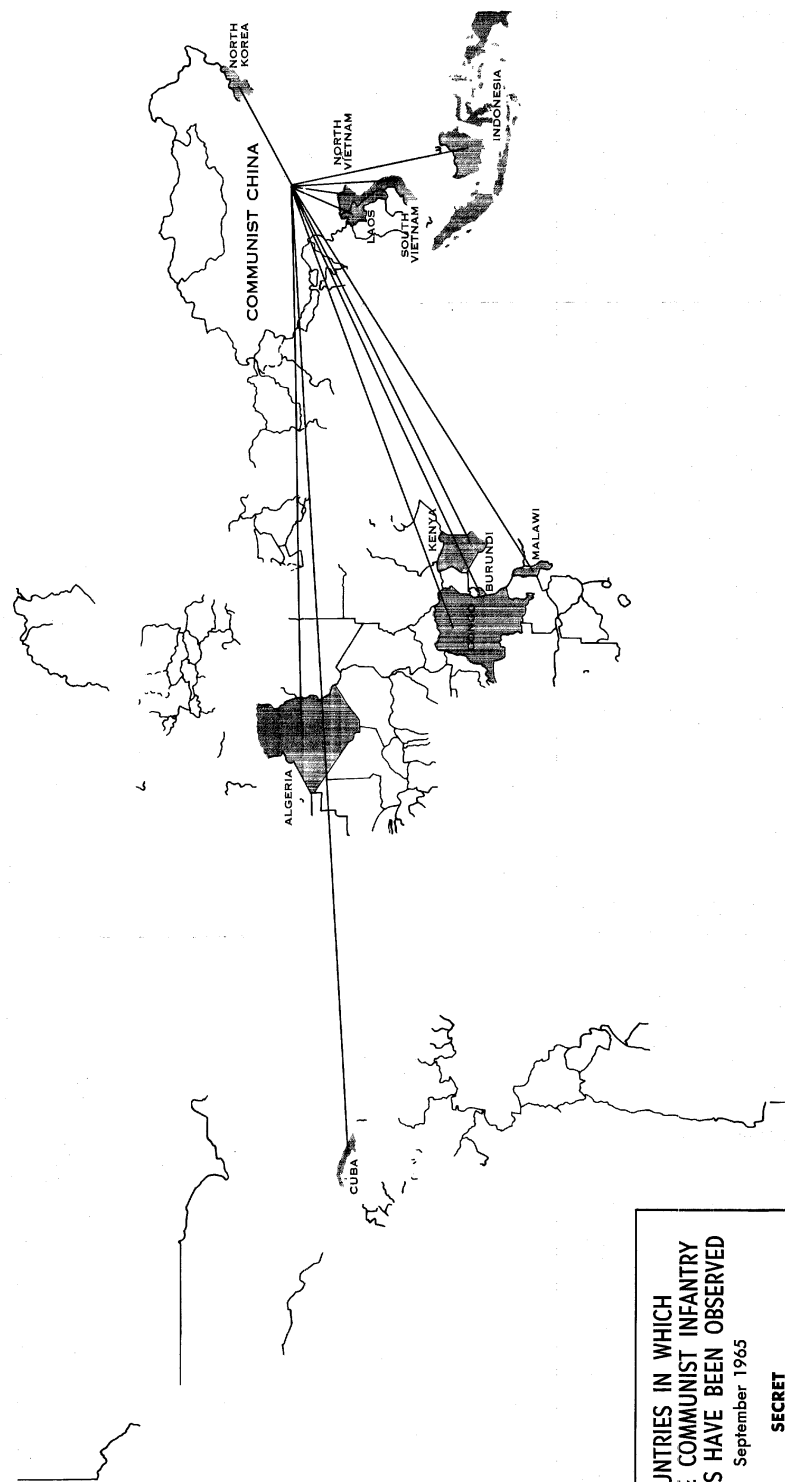 NORTH
KOREA
COMMUNIST CHINA
NORTH
VIETNAM
LAOS
SOUTH
VIETNAM
INDONESIA
KENYA
BURUNDI
CONGO
MALAWI
ALGERIA
CUBA
UNTRIES IN WHICH
COMMUNIST INFANTRY
S HAVE BEEN OBSERVED
September 1965
SECRET